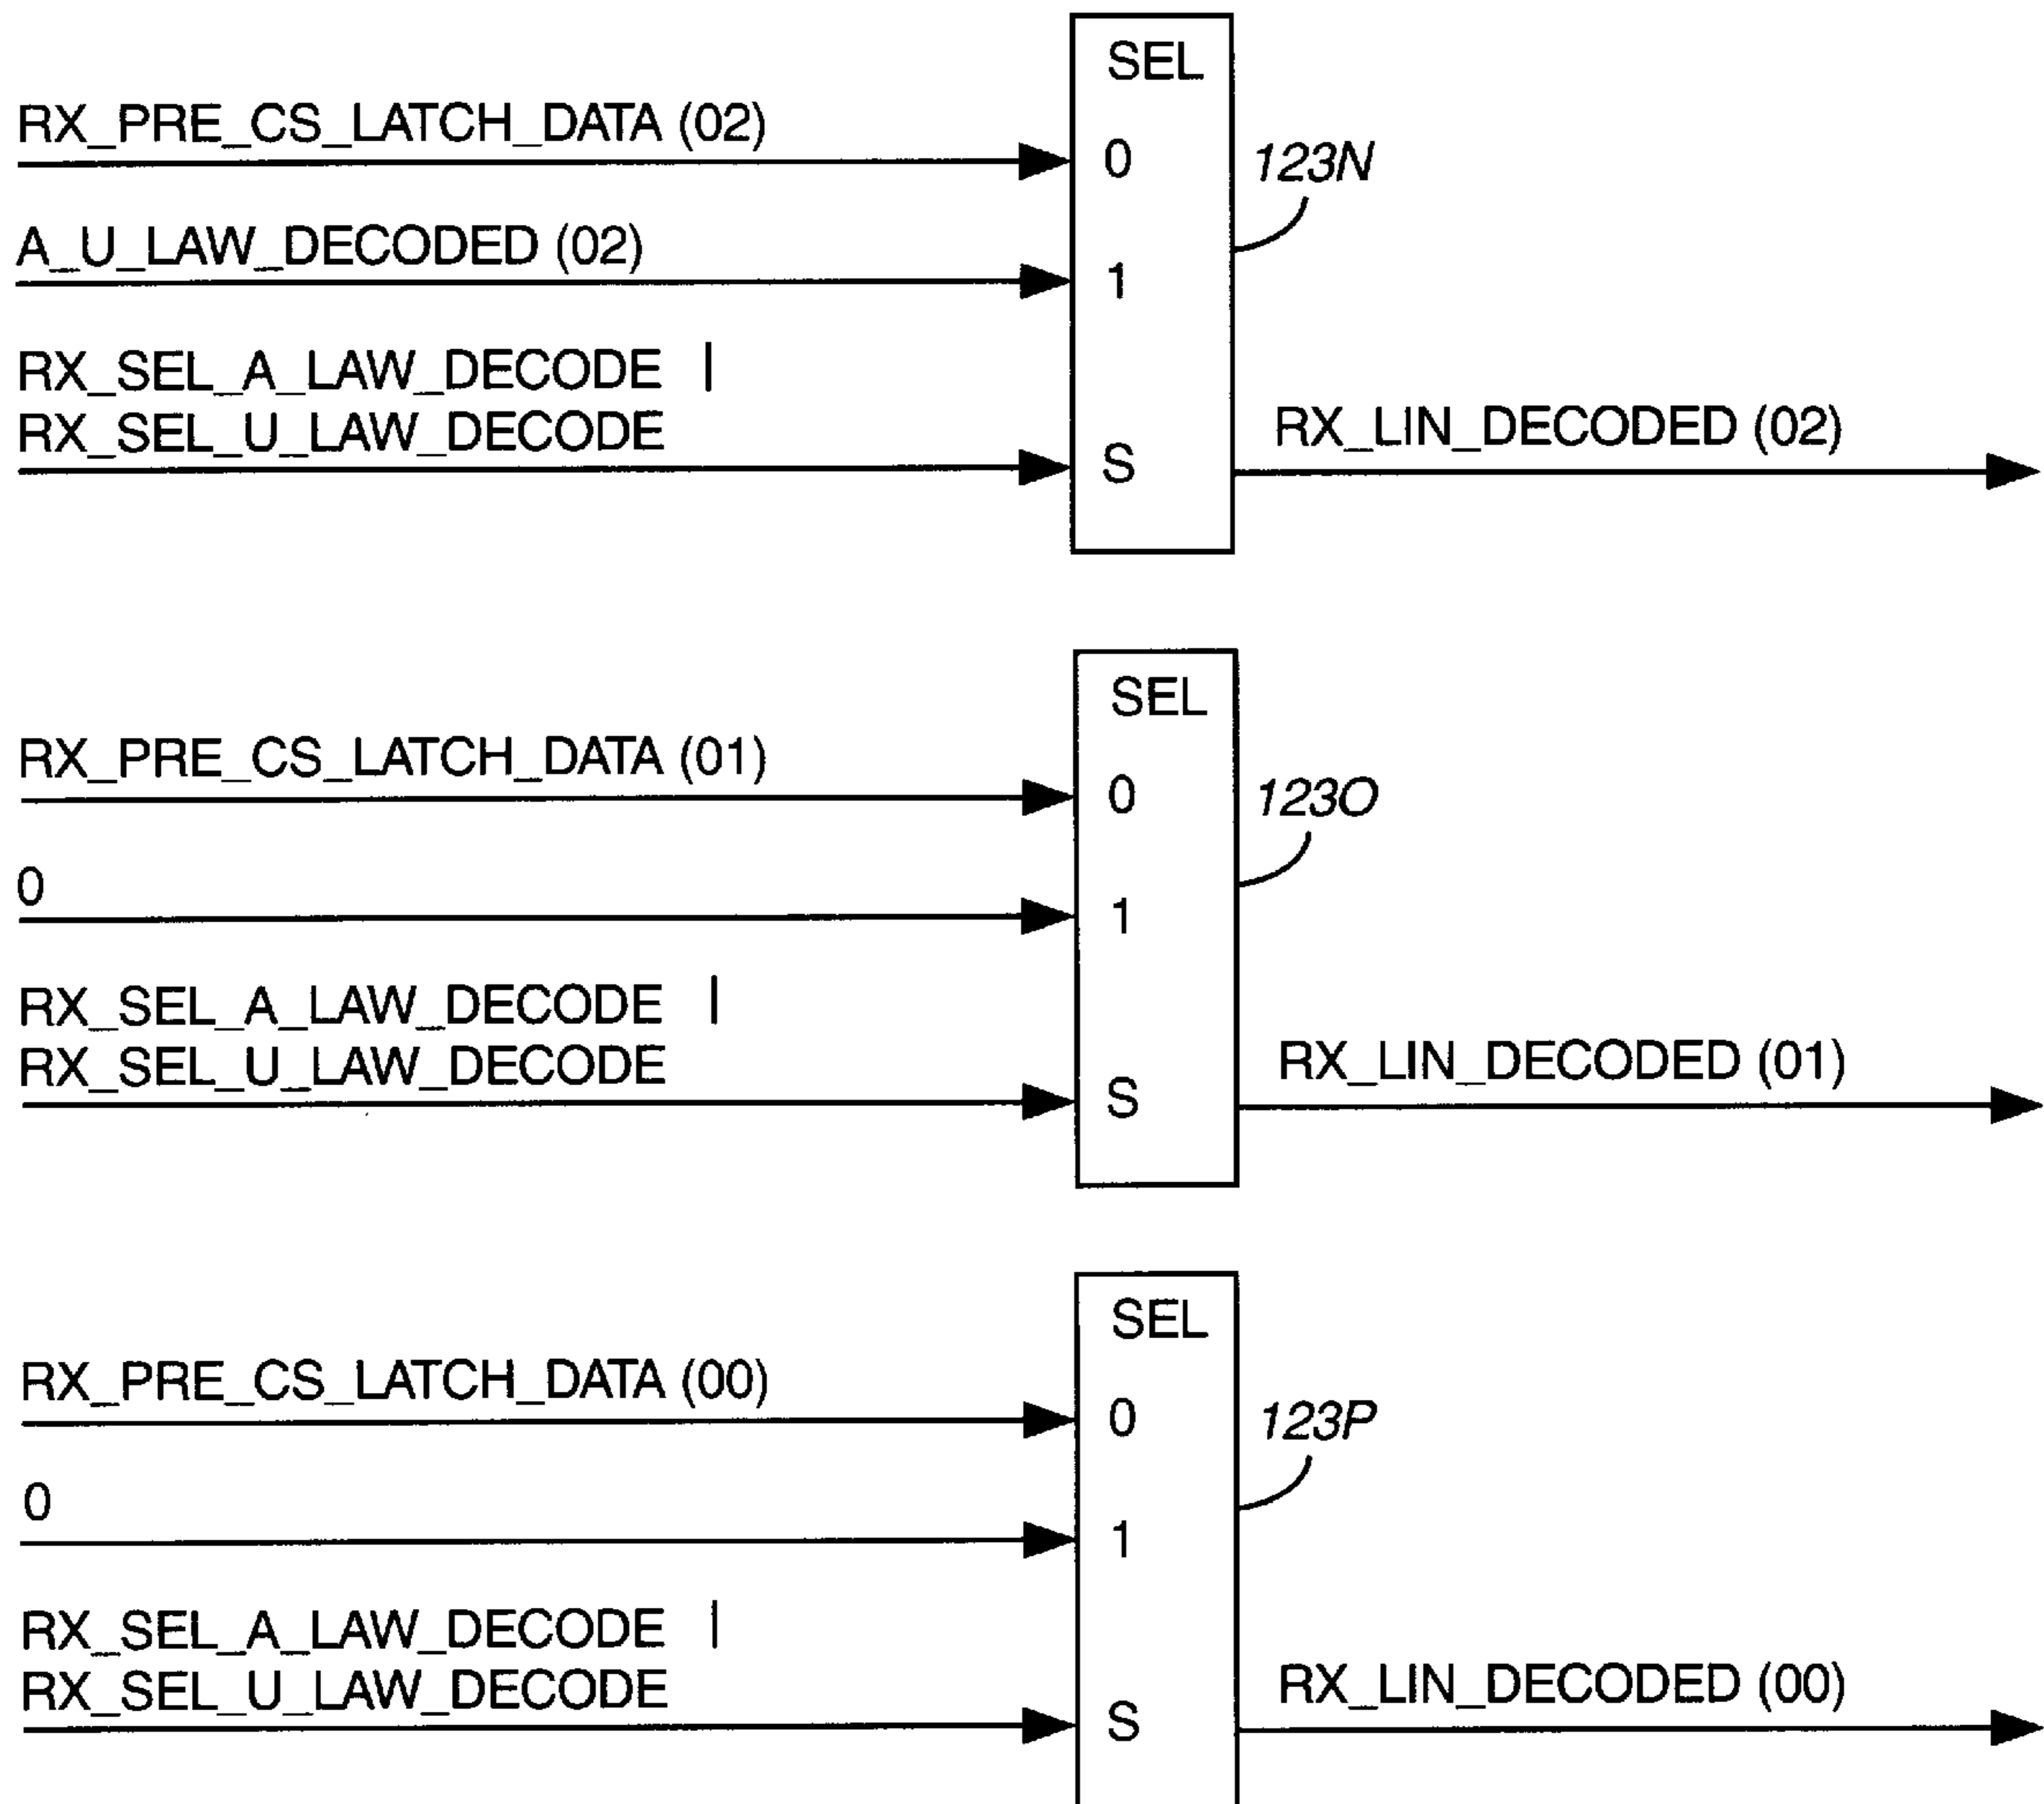 SEL
RX_PRE_CS_LATCH_DATA (02)
0
123N
A_U_LAW_DECODED (02)
1
RX_SEL_A_LAW_DECODE |
RX_SEL_U_LAW_DECODE
S
RX_LIN_DECODED (02)
SEL
RX_PRE_CS_LATCH_DATA (01)
0
123O
0
1
RX_SEL_A_LAW_DECODE |
RX_SEL_U_LAW_DECODE
S
RX_LIN_DECODED (01)
SEL
RX_PRE_CS_LATCH_DATA (00)
0
123P
0
1
RX_SEL_A_LAW_DECODE |
RX_SEL_U_LAW_DECODE
S
RX_LIN_DECODED (00)